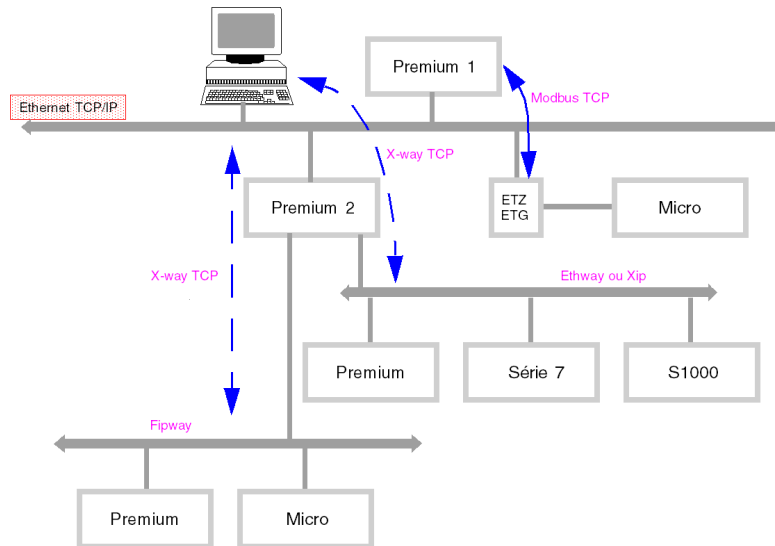 Premium 1
Ethernet TCP/IP
Modbus TCP
X-way TCP
Premium 2
ETZ
ETG
Micro
X-way TCP
Ethway ou Xip
Premium
Série 7
S1000
Fipway
Premium
Micro